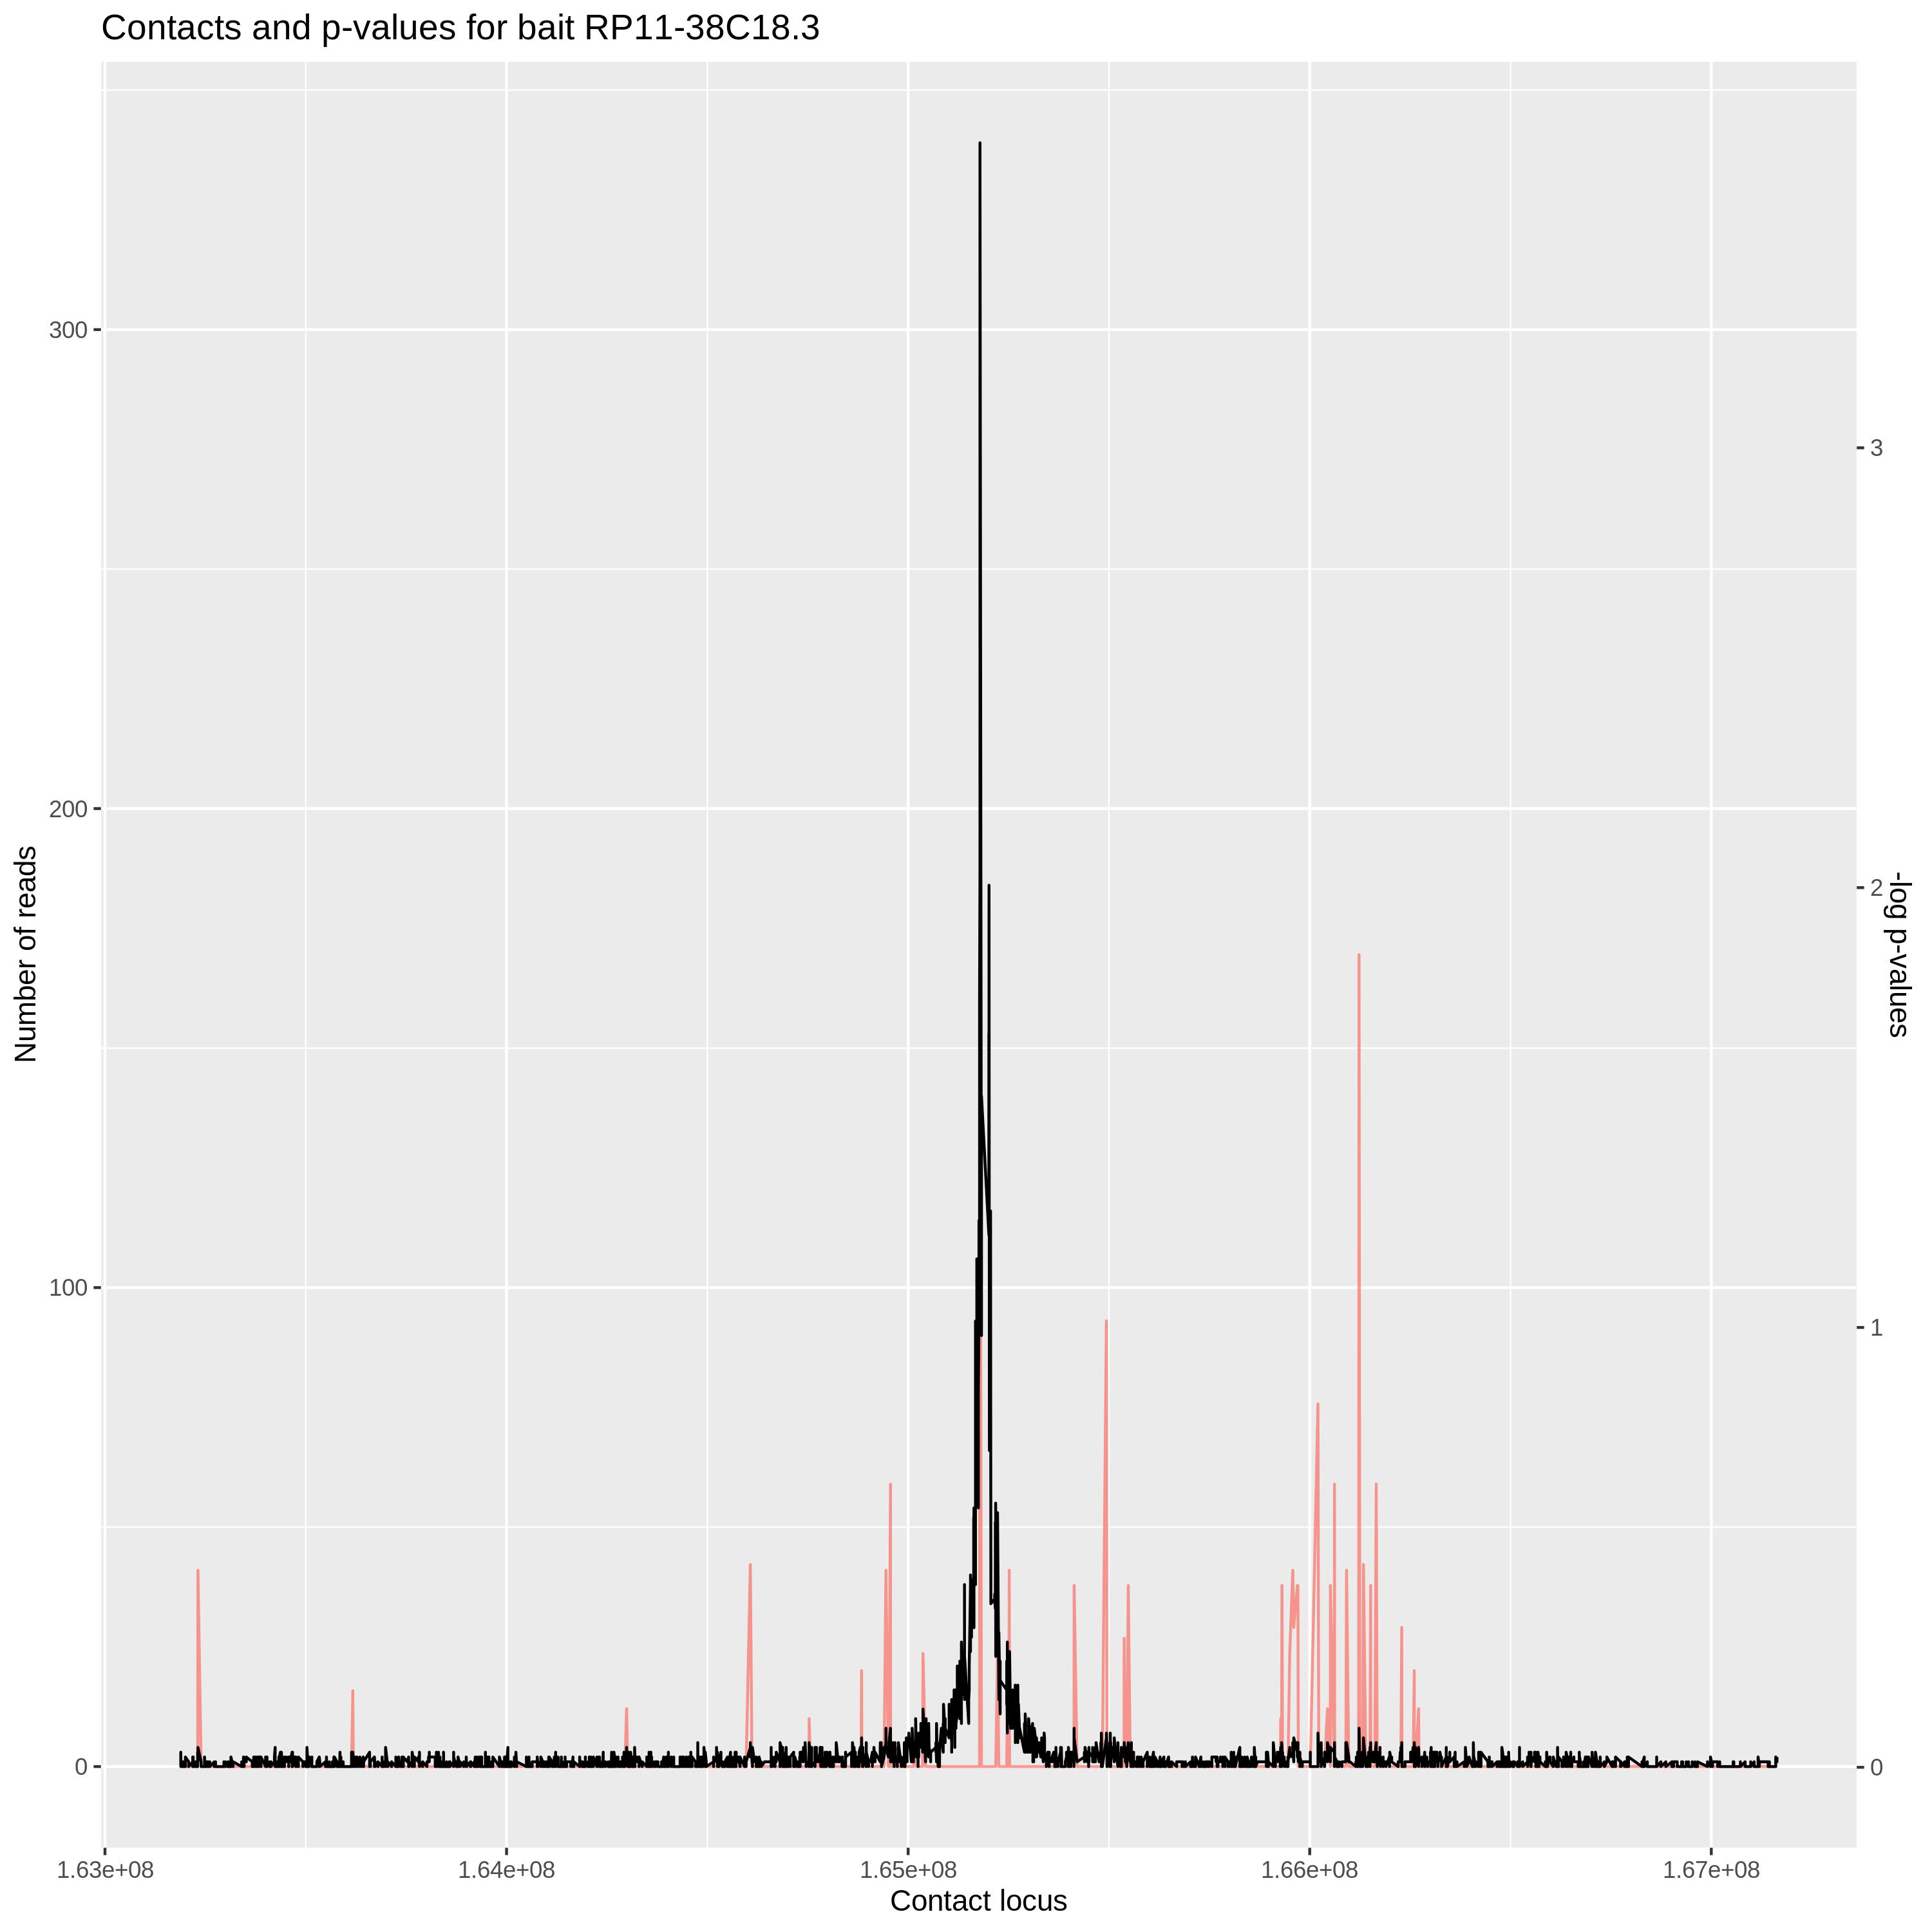 Contacts and p-values for bait RP11-38C18.3
Number of reads
300
200
100
0
3
2
1
0
-log p-values
1.63e+08
1.64e+08
1.65e+08
1.66e+08
1.67e+08
Contact locus